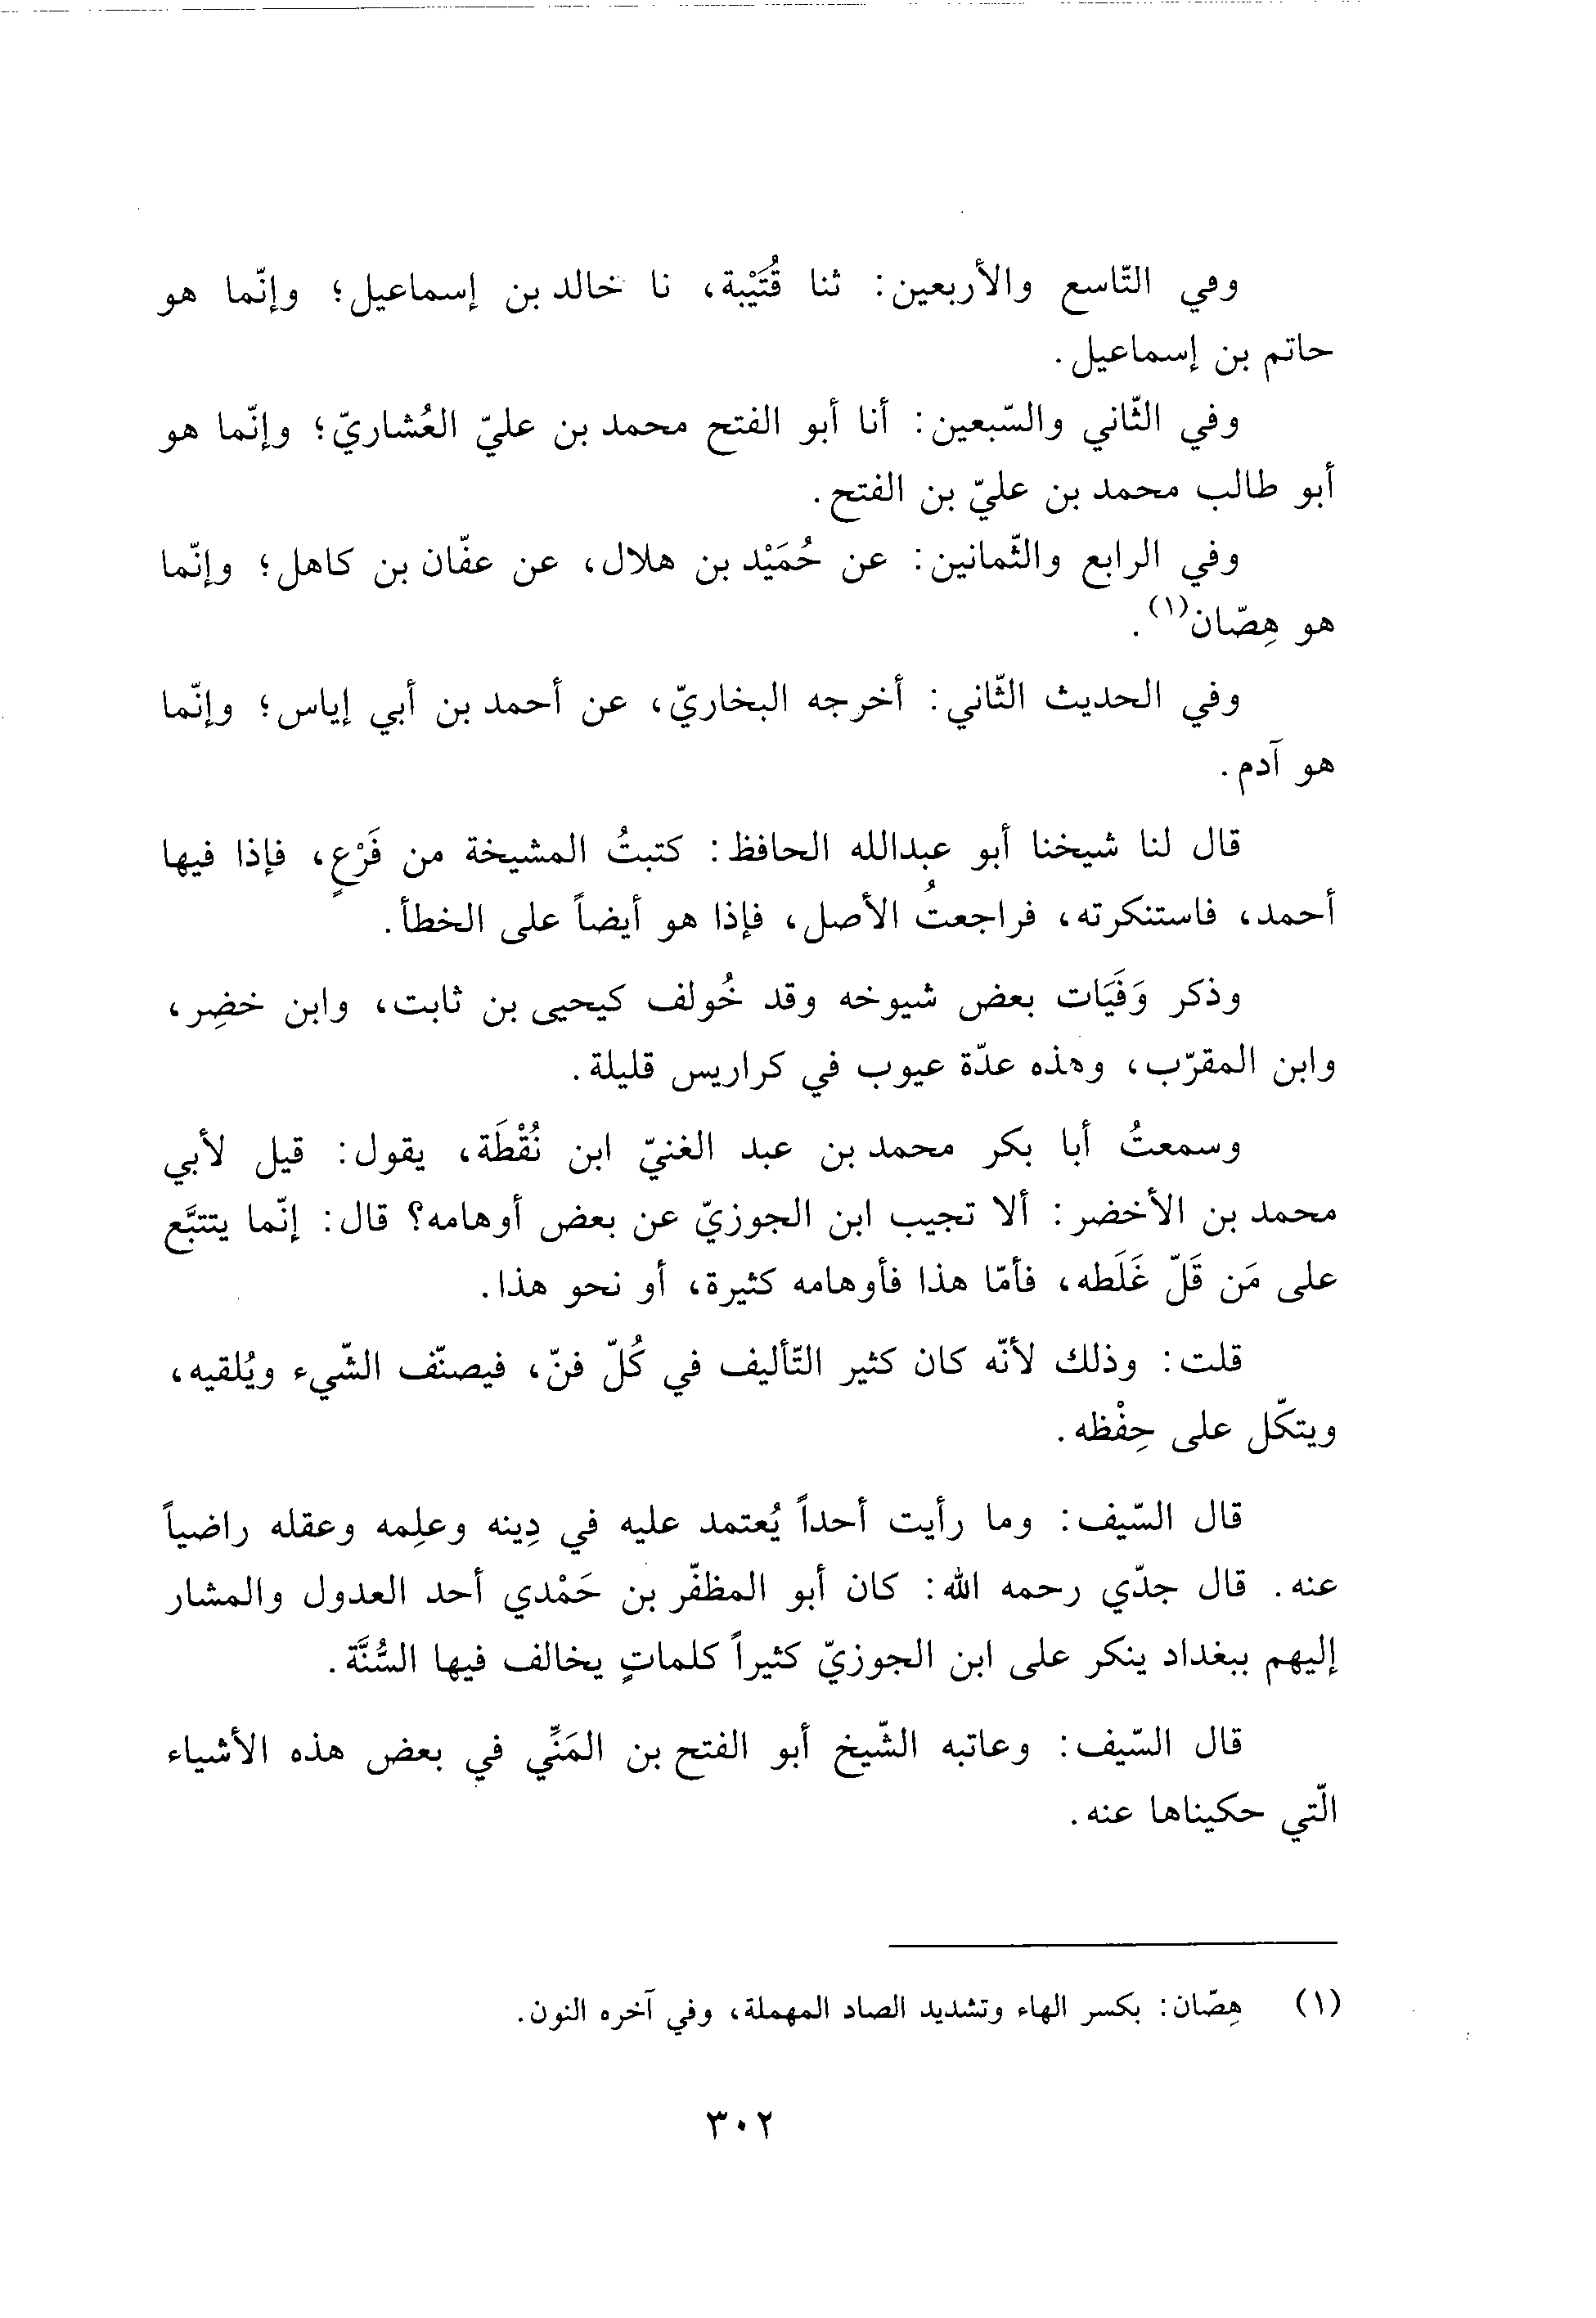 وفي التّاسع والأربعين: ثنا قُتَيْبة، نا خالد بن إسماعيل؛ وإنّما هو
حاتم بن إسماعيل.
وفي الثّاني والسّبعين: أنا أبو الفتح محمد بن عليّ العُشاريّ؛ وإنّما هو
أبو طالب محمد بن عليّ بن الفتح.
وفي الرابع والثّمانين: عن حُمَيْد بن هلال، عن عفّان بن كاهل؛ وإنّما
هو هِصّان(١).
وفي الحديث الثّاني: أخرجه البخاريّ، عن أحمد بن أبي إياس؛ وإنّما
هو آدم.
قال لنا شيخنا أبو عبدالله الحافظ: كتبتُ المشيخة من فَرْعٍ، فإذا فيها
أحمد، فاستنكرته، فراجعتُ الأصل، فإذا هو أيضاً على الخطأ.
وذكر وَفَيَات بعض شيوخه وقد خُولف كيحيى بن ثابت، وابن خضِر،
وابن المقرّب، وهذه عدّة عيوب في كراريس قليلة.
وسمعتُ أبا بكر محمد بن عبد الغنيّ ابن نُقْطَة، يقول: قيل لأبي
محمد بن الأخضر: ألا تجيب ابن الجوزيّ عن بعض أوهامه؟ قال: إنّما يتتبَّع
على مَن قَلّ غَلَطه، فأمّا هذا فأوهامه كثيرة، أو نحو هذا.
قلت: وذلك لأنّه كان كثير التّأليف في كُلّ فنّ، فيصنّف الشّيء ويُلقيه،
ويتكّل على حِفْظه.
قال السّيف: وما رأيت أحداً يُعتمد عليه في دِينه وعلِمه وعقله راضياً
عنه. قال جدّي رحمه الله: كان أبو المظفّر بن حَمْدي أحد العدول والمشار
إليهم ببغداد ينكر على ابن الجوزيّ كثيراً كلماتٍ يخالف فيها السُّنَّة.
قال السّيف: وعاتبه الشّيخ أبو الفتح بن المَنِّي في بعض هذه الأشياء
الّتي حكيناها عنه.
(١) هِصّان: بكسر الهاء وتشديد الصاد المهملة، وفي آخره النون.
٣٠٢